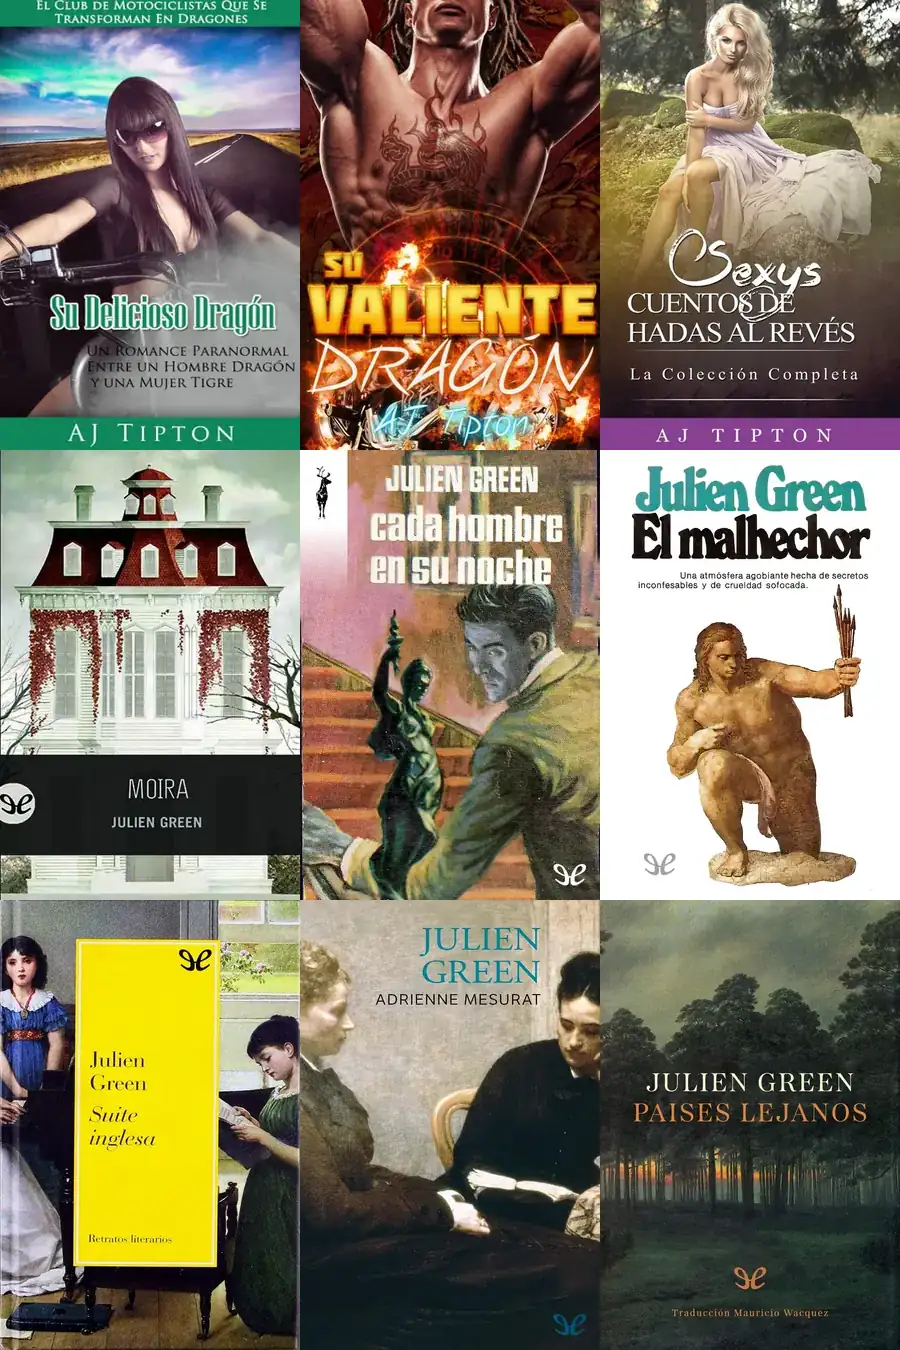 El Club de Motociclistas Que Se
Transforman En Dragones
Su Delicioso Dragón
Un Romance Paranormal
Entre un Hombre Dragón
y una Mujer Tigre
AJ Tipton
SU
VALIENTE
DRAGÓN
AJ Tipton
Sexys
CUENTOS DE
HADAS AL REVÉS
La Colección Completa
AJ TIPTON
MOIRA
JULIEN GREEN
JULIEN GREEN
cada hombre
en su noche
Julien Green
El malhechor
Una atmósfera agobiante hecha de secretos
inconfesables y de crueldad sofocada.
Julien
Green
Suite
inglesa
Retratos literarios
JULIEN
GREEN
ADRIENNE MESURAT
JULIEN GREEN
PAISES LEJANOS
Traducción Mauricio Wacquez